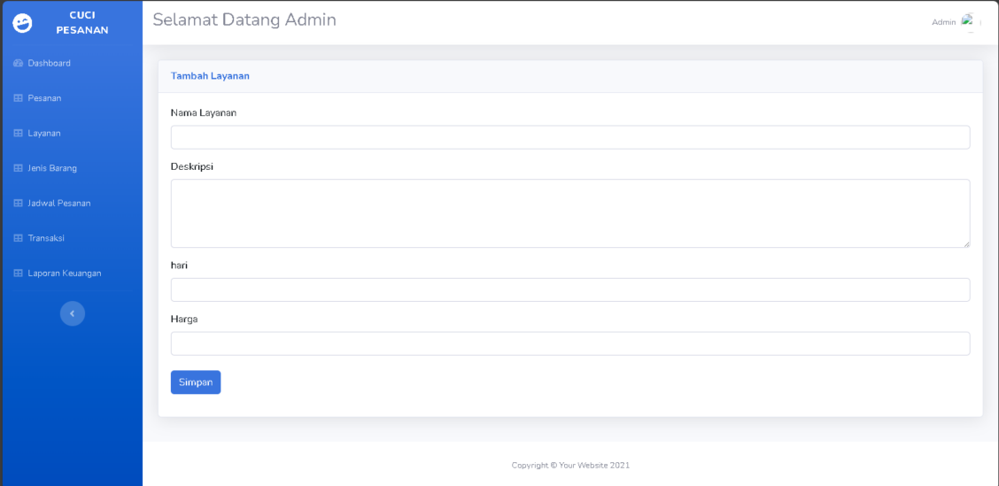 CUCI
PESANAN
Dashboard
Pesanan
Layanan
Jenis Barang
Jadwal Pesanan
Transaksi
Laporan Keuangan
Selamat Datang Admin
Admin
Tambah Layanan
Nama Layanan
Deskripsi
hari
Harga
Simpan
Copyright © Your Website 2021